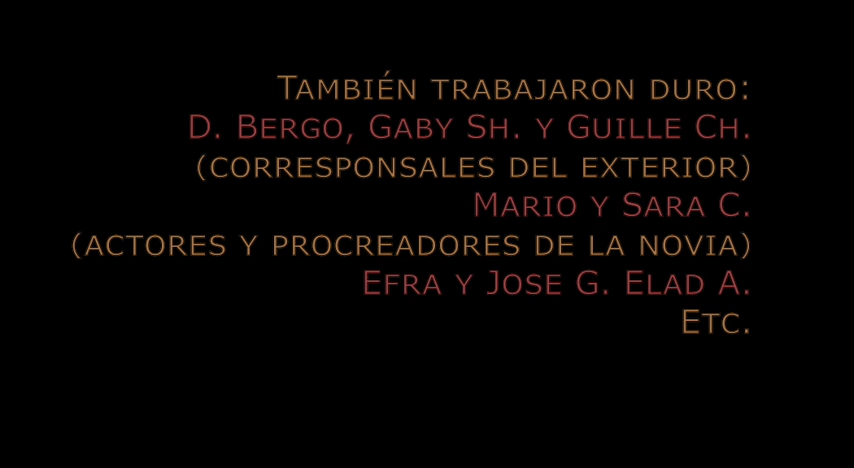 También trabajaron duro:
D. Bergo, Gaby Sh. y Guille Ch.
(corresponsales del exterior)
Mario y Sara C.
(actores y procreadores de la novia)
Efra y Jose G. Elad A.
Etc.